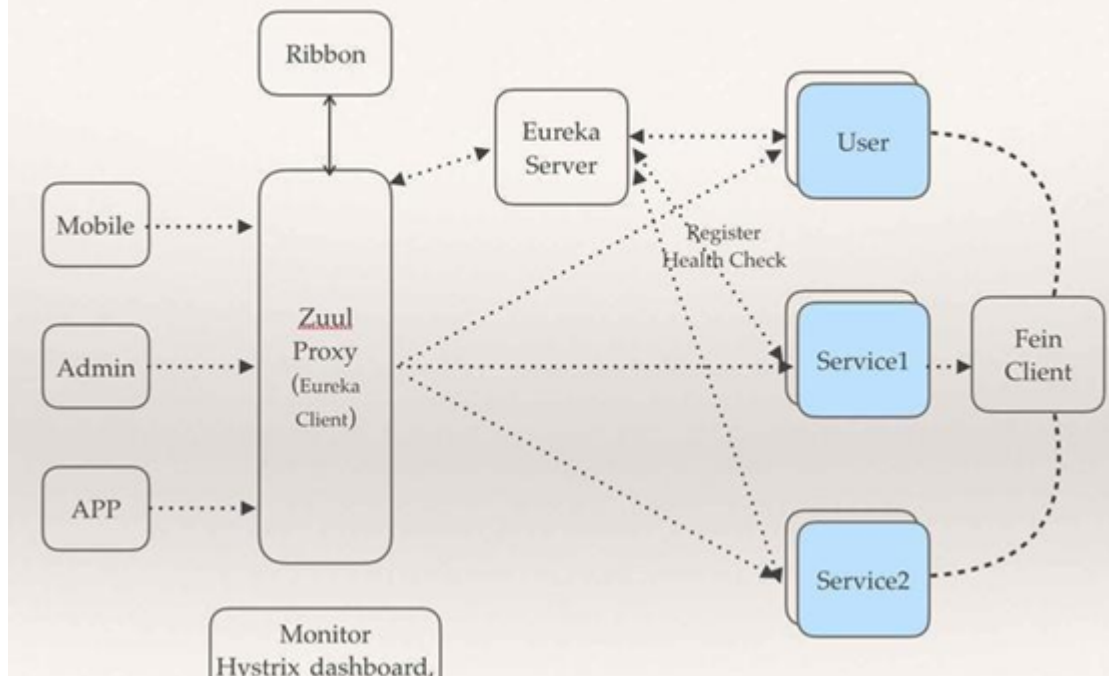 Ribbon
Eureka
Server
User
Mobile
Register
Health Check
Zuul
Proxy
(Eureka
Client)
Admin
Service1
Fein
Client
APP
Service2
Monitor
Hystrix dashboard,